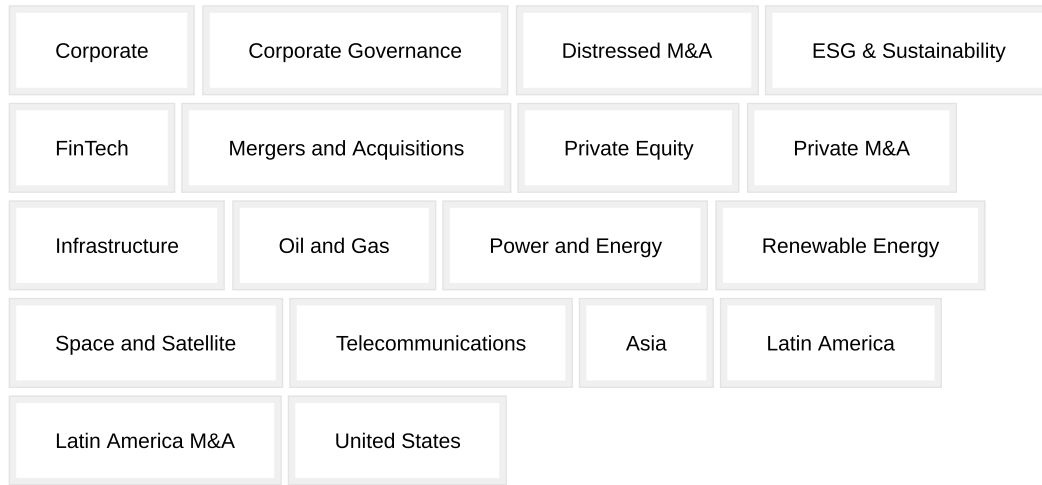 Corporate Corporate Governance Distressed M&A ESG & Sustainability
FinTech Mergers and Acquisitions Private Equity Private M&A
Infrastructure Oil and Gas Power and Energy Renewable Energy
Space and Satellite Telecommunications Asia Latin America
Latin America M&A United States